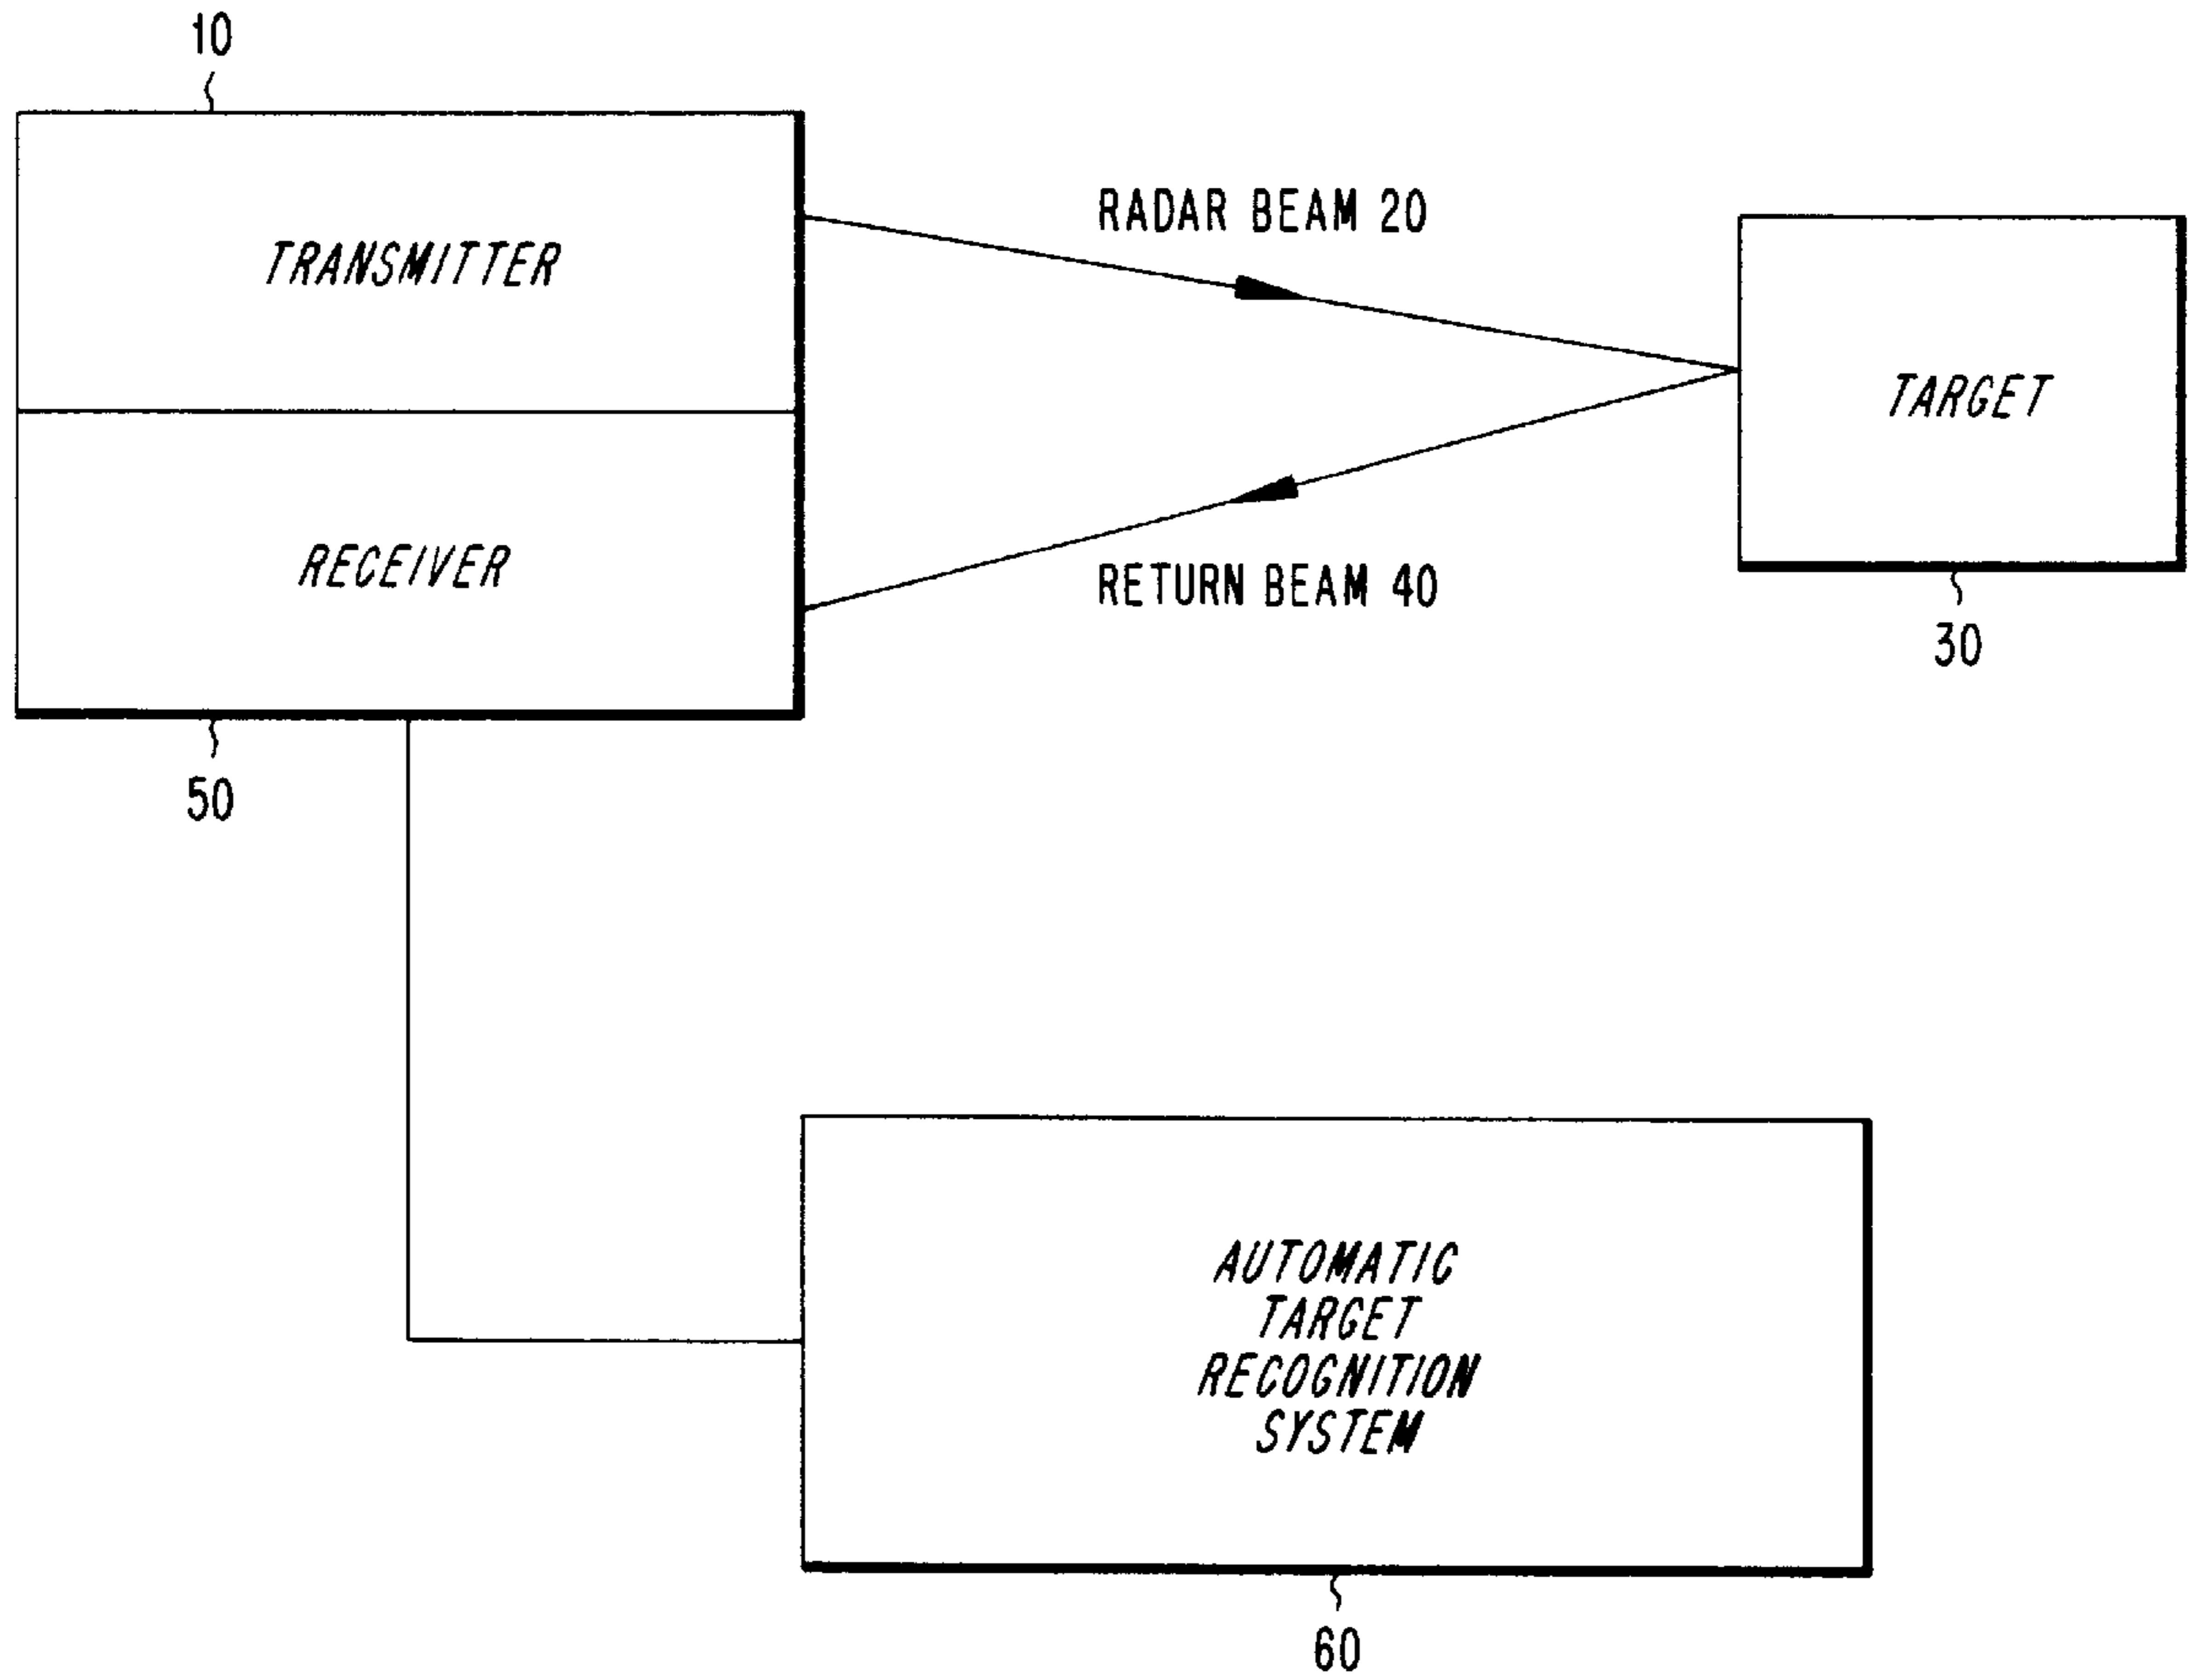 10
TRANSMITTER
RADAR BEAM 20
TARGET
RECEIVER
RETURN BEAM 40
30
50
AUTOMATIC
TARGET
RECOGNITION
SYSTEM
60